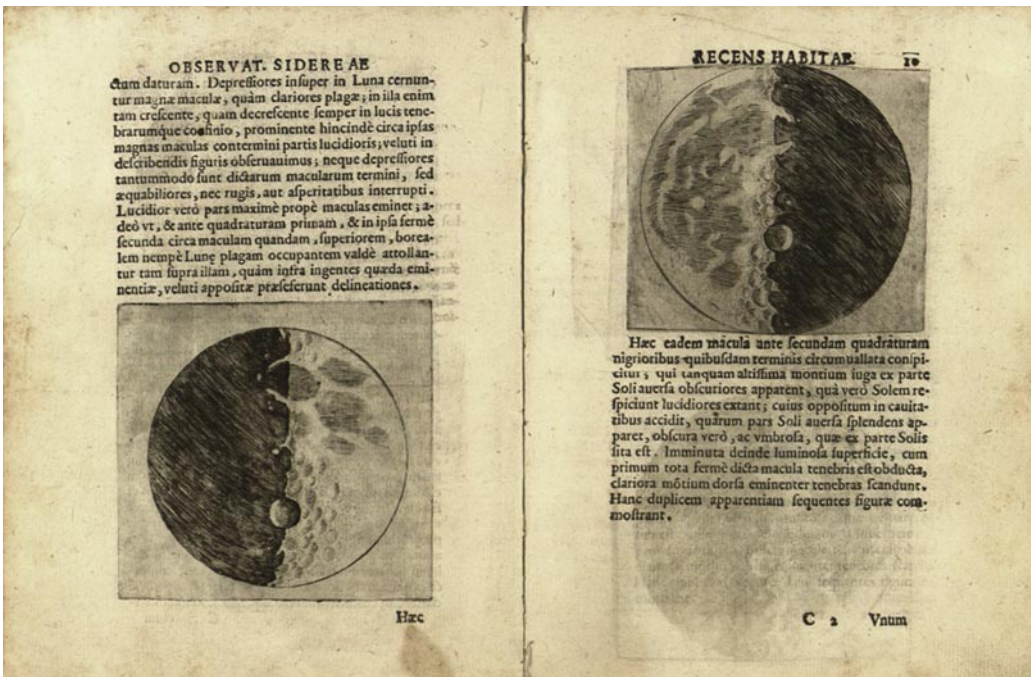 OBSERVAT. SIDEREAE
ctum daturam. Depreſſiores inſuper in Luna cernun-
tur magnæ maculæ, quàm clariores plagæ; in illa enim
tam creſcente, quam decreſcente ſemper in lucis tene-
brarumque confinio, prominente hincindè circa ipſas
magnas maculas contermini partis lucidioris; veluti in
deſcribendis figuris obſeruauimus; neque depreſſiores
tantummodo ſunt dictarum macularum termini, ſed
æquabiliores, nec rugis, aut aſperitatibus interrupti.
Lucidior verò pars maximè propè maculas eminet; a-
deò vt, & ante quadraturam primam, & in ipſa fermè
ſecunda circa maculam quandam, ſuperiorem, borea-
lem nempè Lunę plagam occupantem valdè attollan-
tur tam ſupra illam, quàm infra ingentes quæda emi-
nentiæ, veluti appoſitæ præſeferunt delineationes.
Hæc
RECENS HABITAE 10
Hæc eadem macula ante ſecundam quadraturam
nigrioribus quibuſdam terminis circumuallata conſpi-
citur; qui tanquam altiſſima montium iuga ex parte
Soli auerſa obſcuriores apparent, quà verò Solem re-
ſpiciunt lucidiores extant; cuius oppoſitum in cauita-
tibus accidit, quarum pars Soli auerſa ſplendens ap-
paret, obſcura verò, ac vmbroſa, quæ ex parte Solis
ſita eſt. Imminuta deinde luminoſa ſuperficie, cum
primum tota fermè dicta macula tenebris eſt obducta,
clariora mõtium dorſa eminenter tenebras ſcandunt.
Hanc duplicem apparentiam ſequentes figuræ com-
moſtrant.
C 2 Vnum